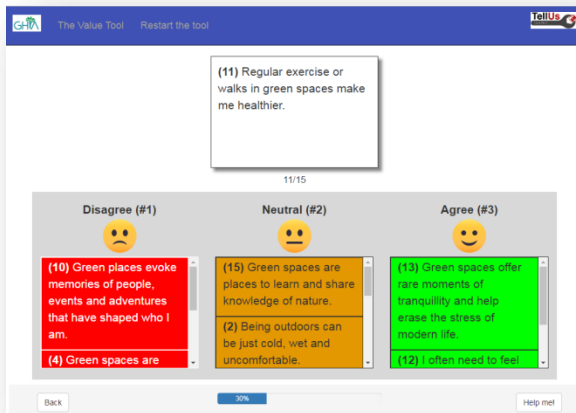 GHIA The Value Tool Restart the tool TellUs
(11) Regular exercise or
walks in green spaces make
me healthier.
11/15
Disagree (#1) Neutral (#2) Agree (#3)
(10) Green places evoke
memories of people,
events and adventures
that have shaped who I
am.
(4) Green spaces are
(15) Green spaces are
places to learn and share
knowledge of nature.
(2) Being outdoors can
be just cold, wet and
uncomfortable.
(13) Green spaces offer
rare moments of
tranquillity and help
erase the stress of
modern life.
(12) I often need to feel
Back 30% Help me!